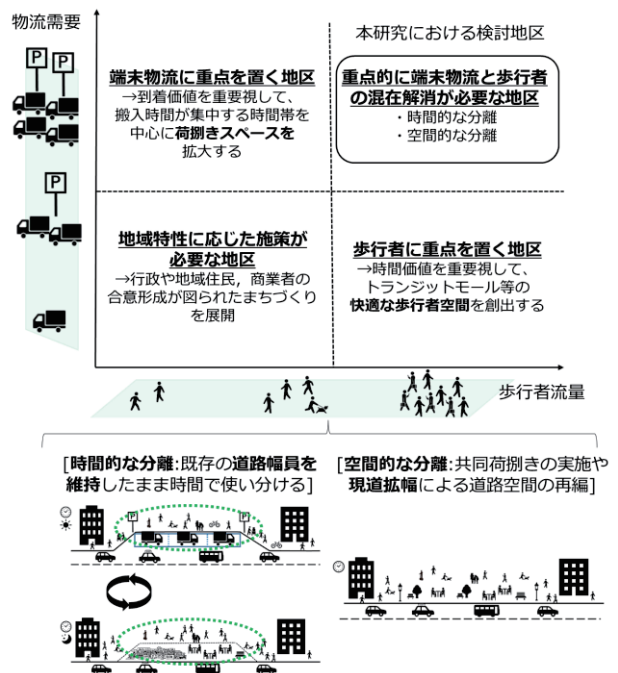 物流需要
本研究における検討地区
端末物流に重点を置く地区
→到着価値を重要視して、
搬入時間が集中する時間帯を
中心に荷捌きスペースを
拡大する
重点的に端末物流と歩行者
の混在解消が必要な地区
・時間的な分離
・空間的な分離
P
P
P
地域特性に応じた施策が
必要な地区
→行政や地域住民，商業者の
合意形成が図られたまちづくり
を展開
歩行者に重点を置く地区
→時間価値を重要視して、
トランジットモール等の
快適な歩行者空間を創出する
歩行者流量
[時間的な分離:既存の道路幅員を
維持したまま時間で使い分ける]
[空間的な分離:共同荷捌きの実施や
現道拡幅による道路空間の再編]
P
P